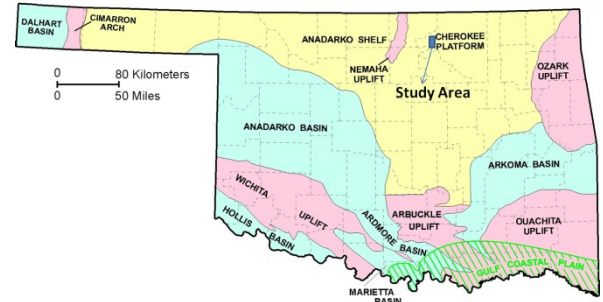 DALHART
BASIN
CIMARRON
ARCH
ANADARKO SHELF
CHEROKEE
PLATFORM
NEMAHA
UPLIFT
OZARK
UPLIFT
0 80 Kilometers
0 50 Miles
Study Area
ANADARKO BASIN
ARKOMA BASIN
WICHITA
UPLIFT
HOLLIS BASIN
ARDMORE BASIN
ARBUCKLE
UPLIFT
OUACHITA
UPLIFT
GULF COASTAL PLAIN
MARIETTA
BASIN